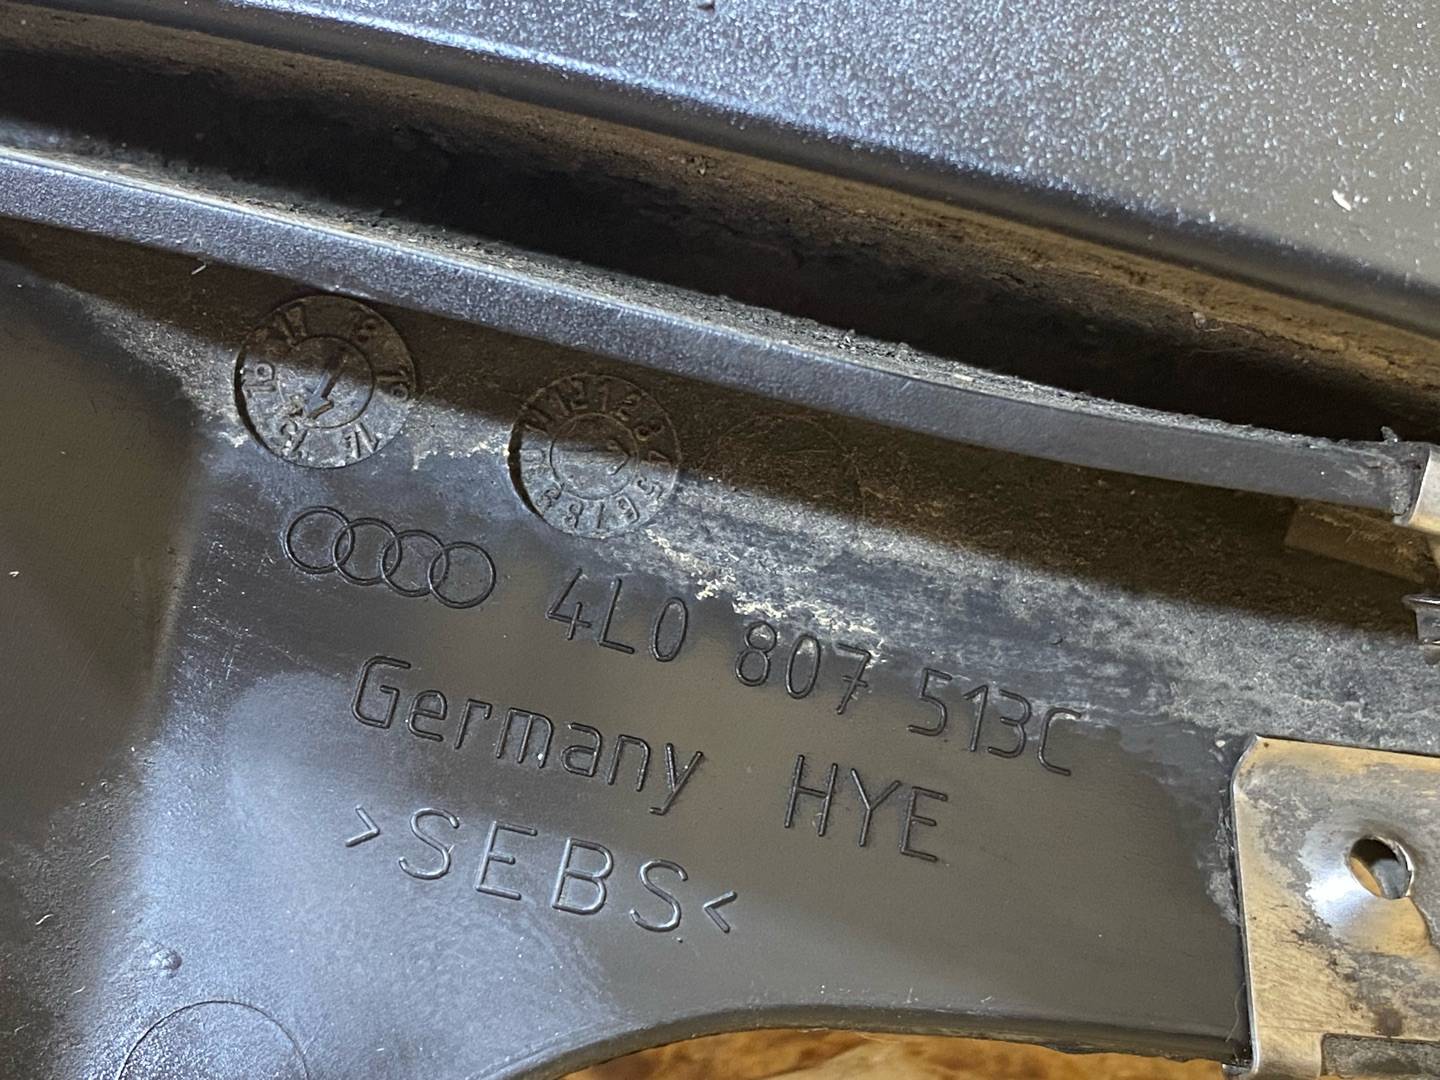 4L0 807 513C
Germany HYE
>SEBS<